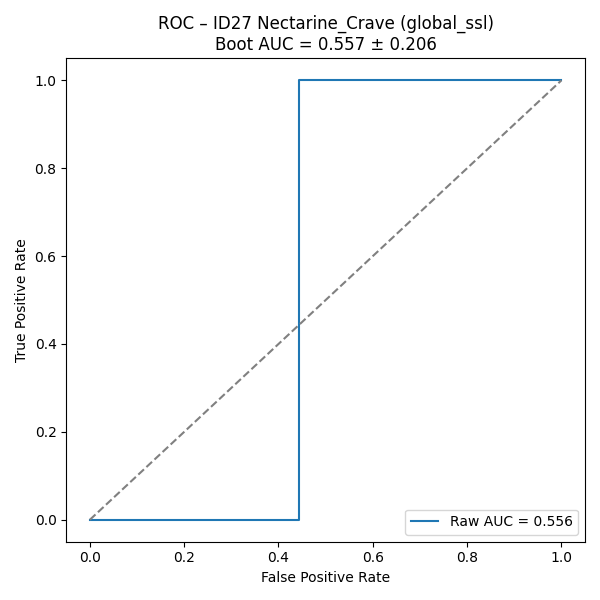 ROC – ID27 Nectarine_Crave (global_ssl)
Boot AUC = 0.557 ± 0.206
True Positive Rate
1.0
0.8
0.6
0.4
0.2
0.0
Raw AUC = 0.556
0.0 0.2 0.4 0.6 0.8 1.0
False Positive Rate